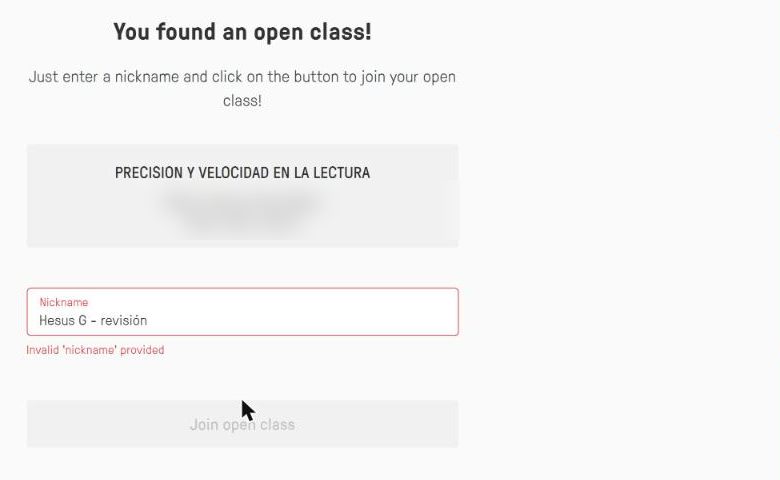 You found an open class!
Just enter a nickname and click on the button to join your open
class!
PRECISION Y VELOCIDAD EN LA LECTURA
Nickname
Hesus G - revisión
Invalid 'nickname' provided
Join open class